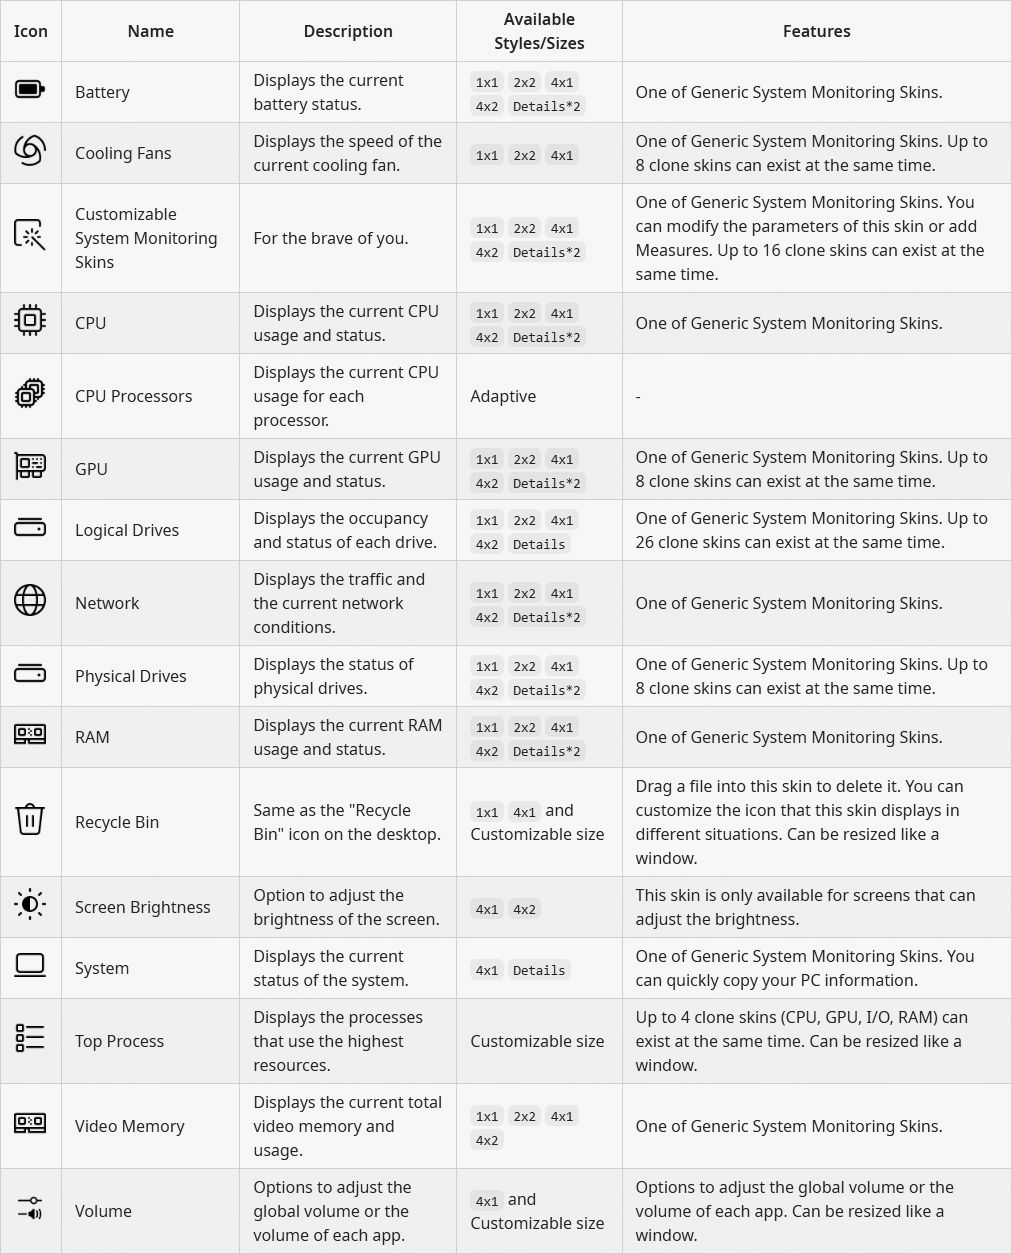 Icon Name Description Available Styles/Sizes Features
Battery
Displays the current
battery status.
1x1 2x2 4x1
4x2 Details*2
One of Generic System Monitoring Skins.
Cooling Fans
Displays the speed of the
current cooling fan.
1x1 2x2 4x1
One of Generic System Monitoring Skins. Up to
8 clone skins can exist at the same time.
Customizable
System Monitoring
Skins
For the brave of you.
1x1 2x2 4x1
4x2 Details*2
One of Generic System Monitoring Skins. You
can modify the parameters of this skin or add
Measures. Up to 16 clone skins can exist at the
same time.
CPU
Displays the current CPU
usage and status.
1x1 2x2 4x1
4x2 Details*2
One of Generic System Monitoring Skins.
CPU Processors
Displays the current CPU
usage for each
processor.
Adaptive
-
GPU
Displays the current GPU
usage and status.
1x1 2x2 4x1
4x2 Details*2
One of Generic System Monitoring Skins. Up to
8 clone skins can exist at the same time.
Logical Drives
Displays the occupancy
and status of each drive.
1x1 2x2 4x1
4x2 Details
One of Generic System Monitoring Skins. Up to
26 clone skins can exist at the same time.
Network
Displays the traffic and
the current network
conditions.
1x1 2x2 4x1
4x2 Details*2
One of Generic System Monitoring Skins.
Physical Drives
Displays the status of
physical drives.
1x1 2x2 4x1
4x2 Details*2
One of Generic System Monitoring Skins. Up to
8 clone skins can exist at the same time.
RAM
Displays the current RAM
usage and status.
1x1 2x2 4x1
4x2 Details*2
One of Generic System Monitoring Skins.
Recycle Bin
Same as the "Recycle
Bin" icon on the desktop.
1x1 4x1 and
Customizable size
Drag a file into this skin to delete it. You can
customize the icon that this skin displays in
different situations. Can be resized like a
window.
Screen Brightness
Option to adjust the
brightness of the screen.
4x1 4x2
This skin is only available for screens that can
adjust the brightness.
System
Displays the current
status of the system.
4x1 Details
One of Generic System Monitoring Skins. You
can quickly copy your PC information.
Top Process
Displays the processes
that use the highest
resources.
Customizable size
Up to 4 clone skins (CPU, GPU, I/O, RAM) can
exist at the same time. Can be resized like a
window.
Video Memory
Displays the current total
video memory and
usage.
1x1 2x2 4x1
4x2
One of Generic System Monitoring Skins.
Volume
Options to adjust the
global volume or the
volume of each app.
4x1 and
Customizable size
Options to adjust the global volume or the
volume of each app. Can be resized like a
window.